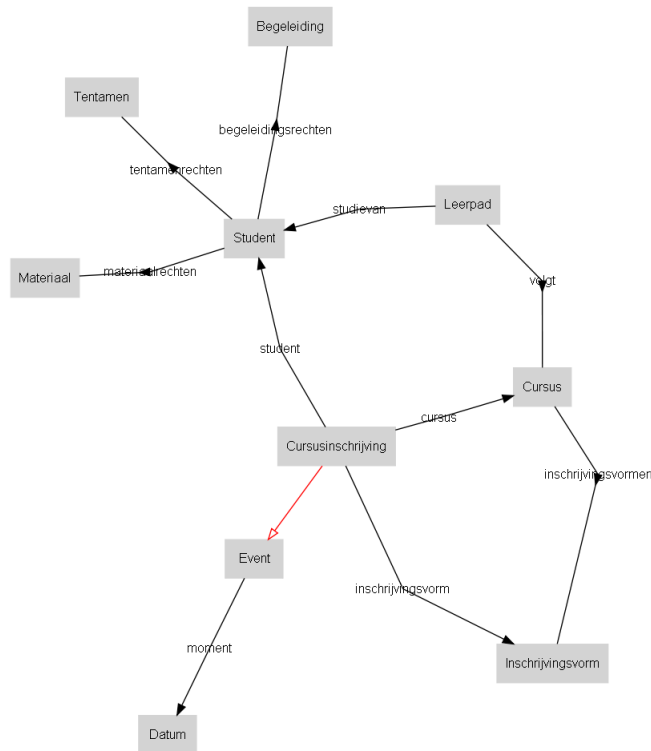 Begeleiding
Tentamen
begeleidingsrechten
tentamenrechten
Leerpad
studievan
Student
Materiaal
materiaalrechten
volgt
student
Cursus
cursus
Cursusinschrijving
inschrijvingsvormen
Event
inschrijvingsvorm
moment
Inschrijvingsvorm
Datum